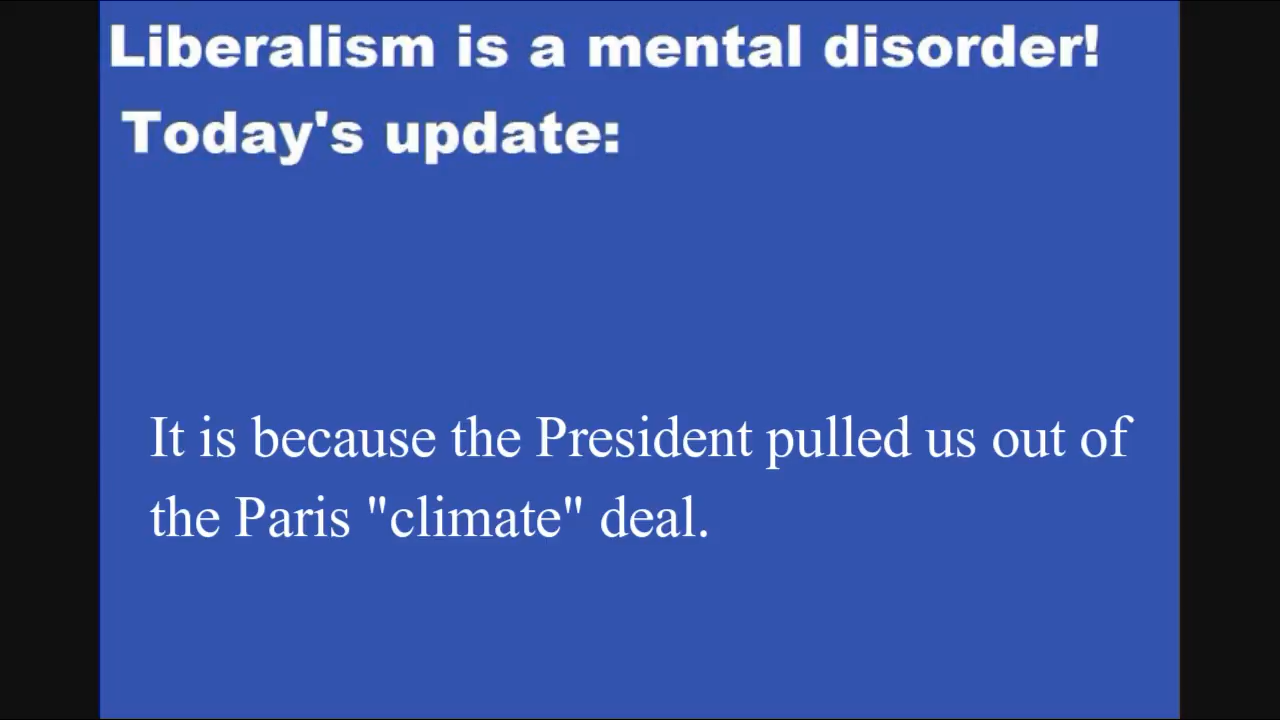 Liberalism is a mental disorder!
Today's update:
It is because the President pulled us out of
the Paris "climate" deal.